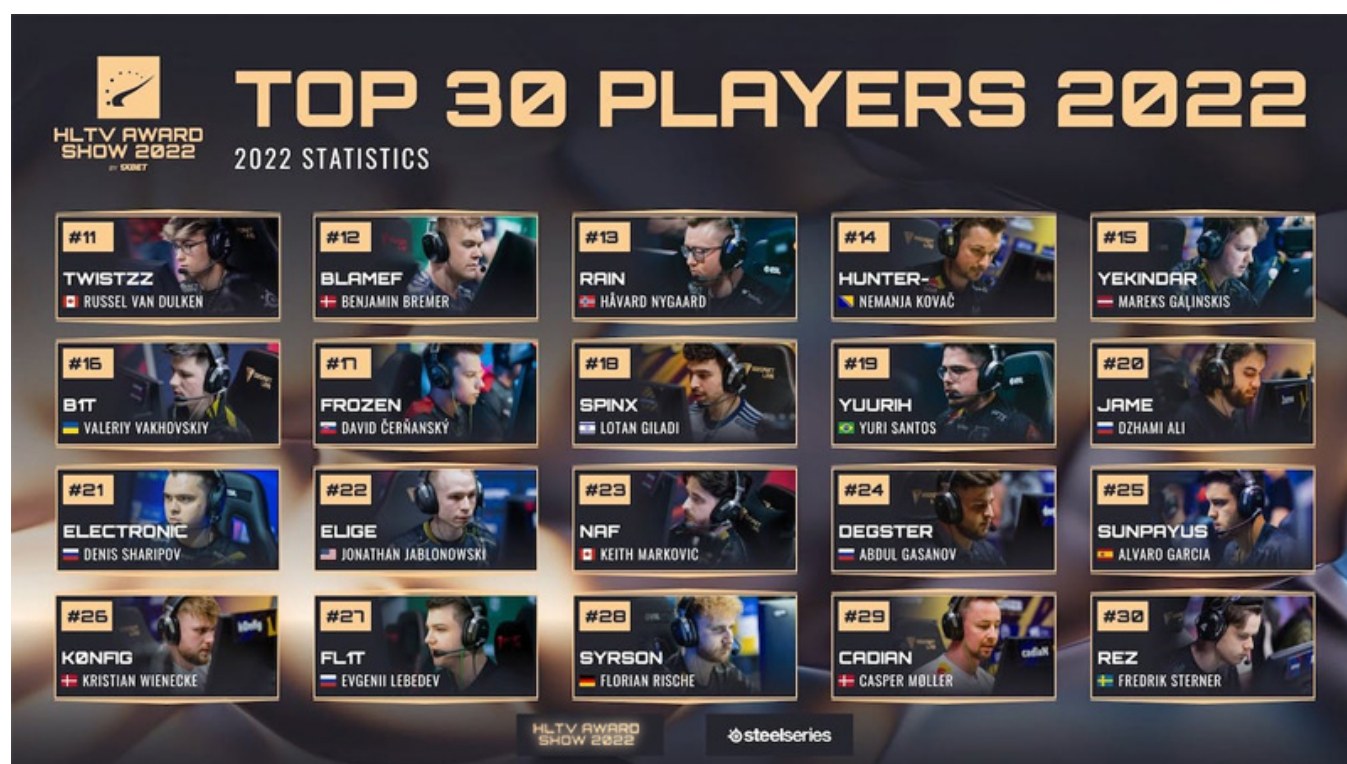 TOP 30 PLAYERS 2022
HLTV AWARD
SHOW 2022
BY 1XBET
2022 STATISTICS
#11
TWISTZZ
RUSSEL VAN DULKEN
#12
BLAMEF
BENJAMIN BREMER
#13
RAIN
HÅVARD NYGAARD
#14
HUNTER-
NEMANJA KOVAČ
#15
YEKINDAR
MAREKS GAĻINSKIS
#16
B1T
VALERIY VAKHOVSKIY
#17
FROZEN
DAVID ČERŇANSKÝ
#18
SPINX
LOTAN GILADI
#19
YUURIH
YURI SANTOS
#20
JAME
DZHAMI ALI
#21
ELECTRONIC
DENIS SHARIPOV
#22
ELIGE
JONATHAN JABLONOWSKI
#23
NAF
KEITH MARKOVIC
#24
DEGSTER
ABDUL GASANOV
#25
SUNPAYUS
ALVARO GARCIA
#26
KØNFIG
KRISTIAN WIENECKE
#27
FL1T
EVGENII LEBEDEV
#28
SYRSON
FLORIAN RISCHE
#29
CADIAN
CASPER MØLLER
#30
REZ
FREDRIK STERNER
HLTV AWARD
SHOW 2022
steelseries